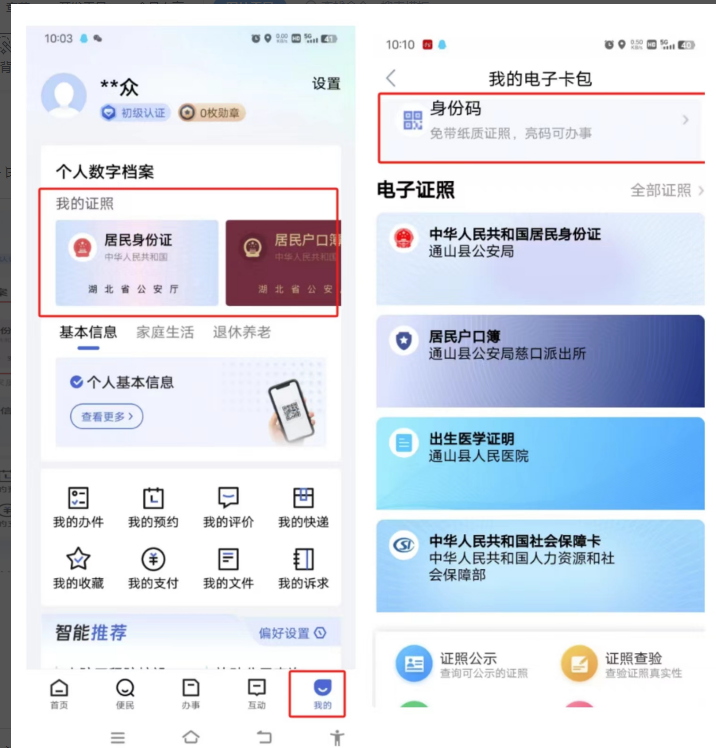 10:03
**众
设置
初级认证
0枚勋章
个人数字档案
我的证照
居民身份证
中华人民共和国
湖北省公安厅
居民户口簿
中华人民共和国
湖北省公安
基本信息
家庭生活
退休养老
个人基本信息
查看更多>
我的办件
我的预约
我的评价
我的快递
我的收藏
我的支付
我的文件
我的诉求
智能推荐
偏好设置
首页
便民
办事
互动
我的
10:10
我的电子卡包
身份码
免带纸质证照，亮码可办事
电子证照
全部证照
中华人民共和国居民身份证
通山县公安局
居民户口簿
通山县公安局慈口派出所
出生医学证明
通山县人民医院
中华人民共和国社会保障卡
中华人民共和国人力资源和社
会保障部
证照公示
查询可公示的证照
证照查验
查验证照真实性